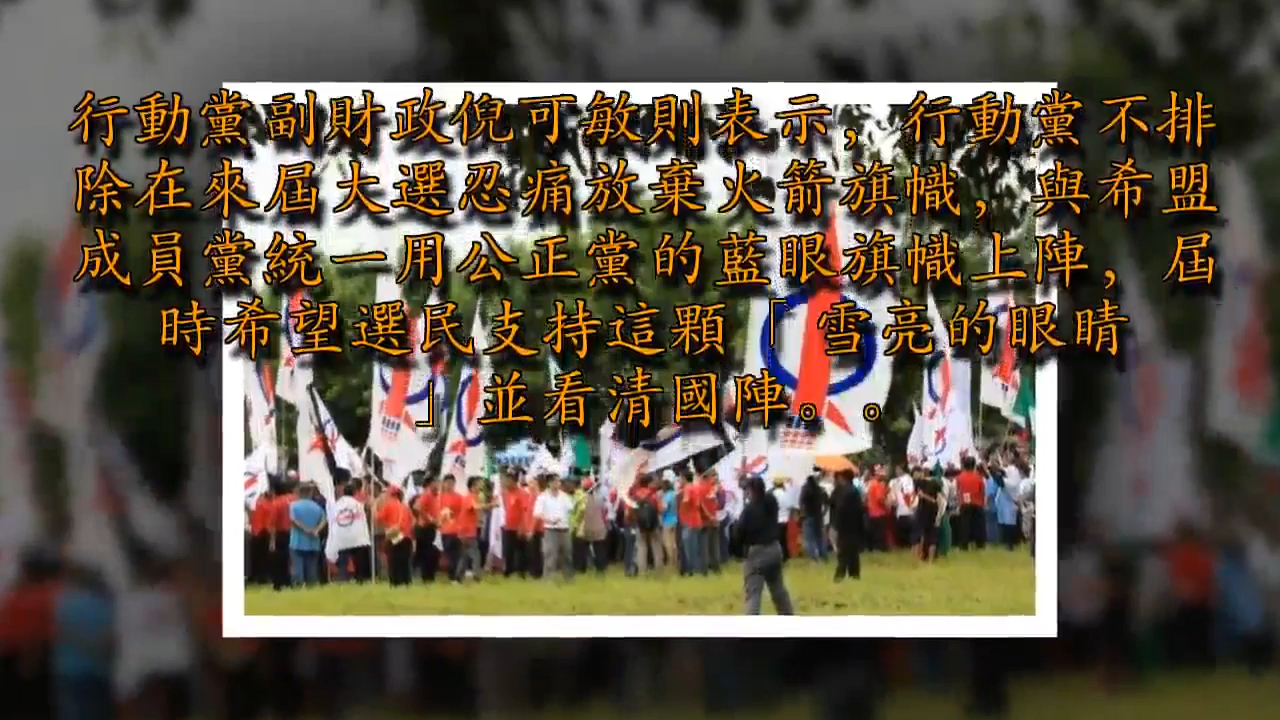 行動黨副財政倪可敏則表示，行動黨不排
除在來屆大選忍痛放棄火箭旗幟，與希盟
成員黨統一用公正黨的藍眼旗幟上陣，屆
時希望選民支持這顆「雪亮的眼睛
」並看清國陣。。